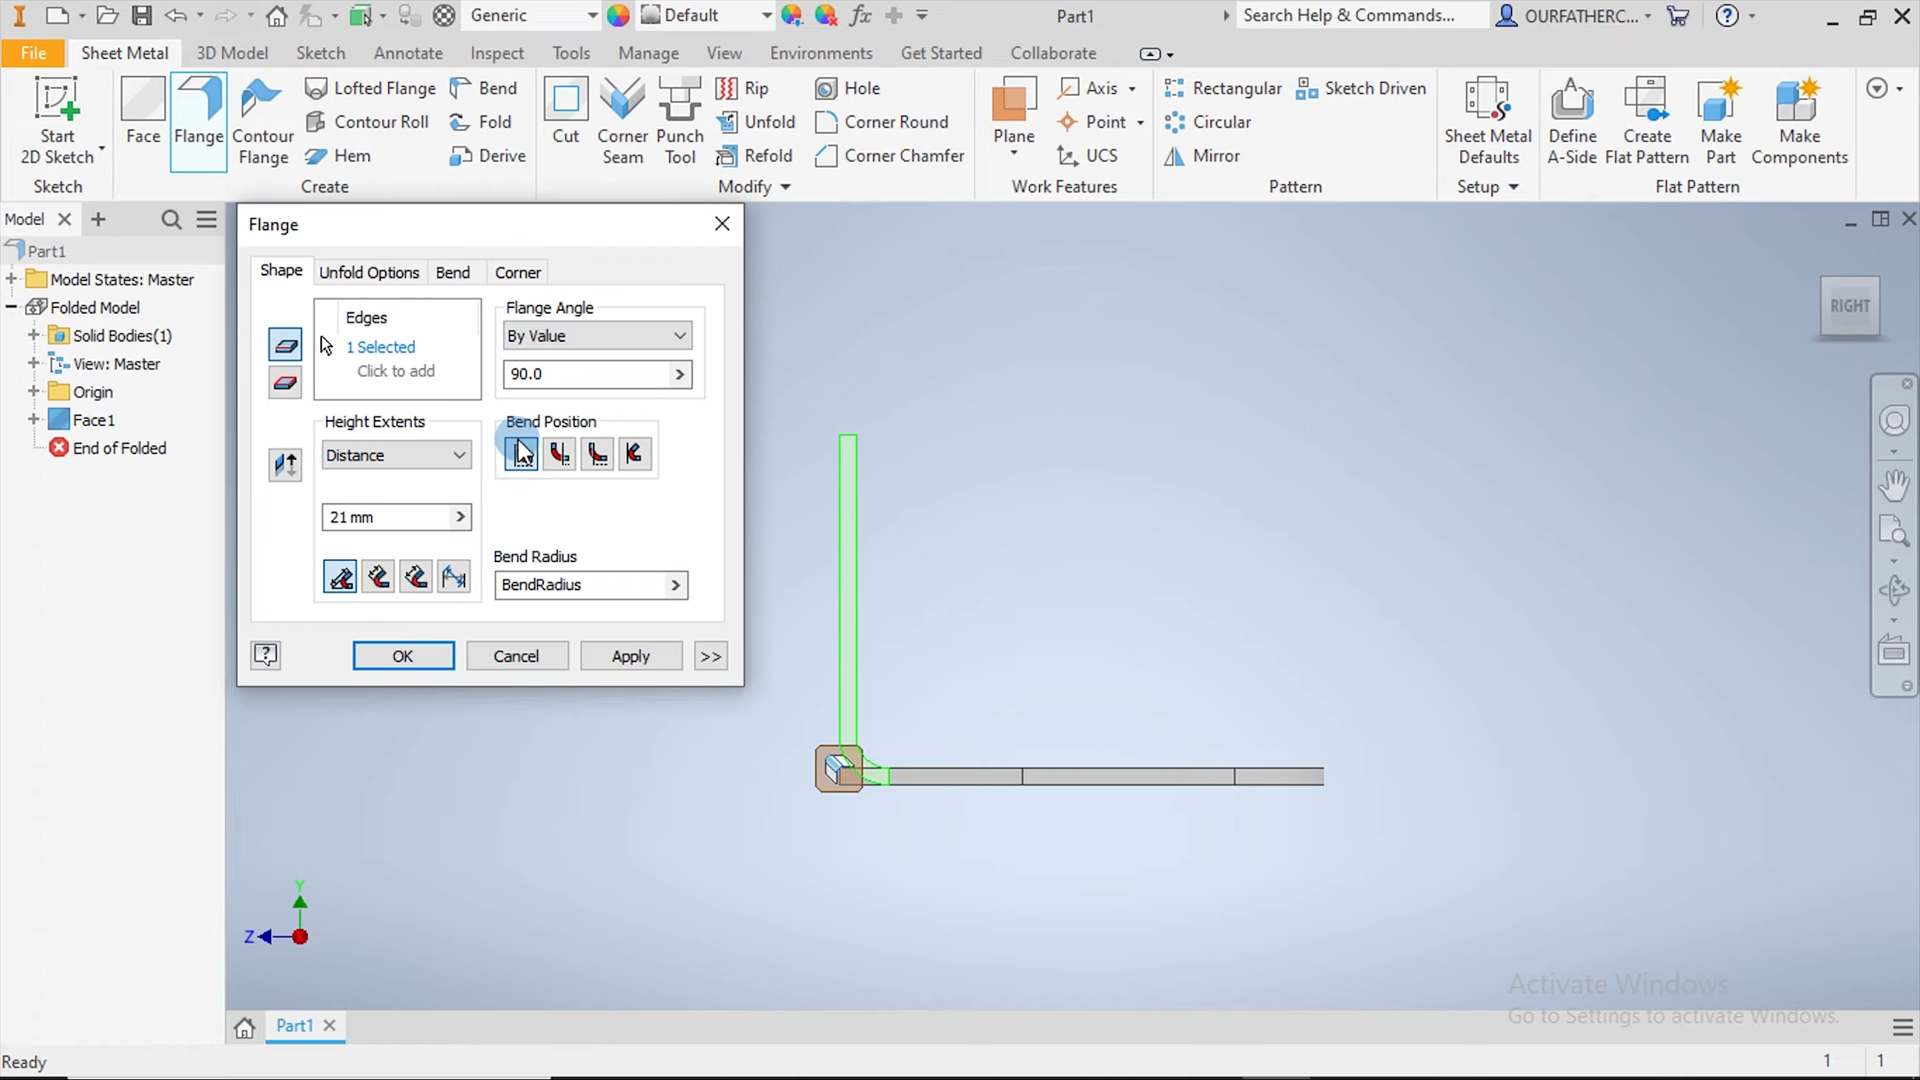 Generic
Default
fx
Part1
Search Help & Commands...
OURFATHERC...
File
Sheet Metal
3D Model
Sketch
Annotate
Inspect
Tools
Manage
View
Environments
Get Started
Collaborate
Start
2D Sketch
Face
Flange
Contour
Flange
Lofted Flange
Contour Roll
Hem
Bend
Fold
Derive
Cut
Corner
Seam
Punch
Tool
Rip
Unfold
Refold
Hole
Corner Round
Corner Chamfer
Plane
Axis
Point
UCS
Rectangular
Circular
Mirror
Sketch Driven
Sheet Metal
Defaults
Define
A-Side
Create
Flat Pattern
Make
Part
Make
Components
Sketch
Create
Modify
Work Features
Pattern
Setup
Flat Pattern
Model
Part1
Model States: Master
Folded Model
Solid Bodies(1)
View: Master
Origin
Face1
End of Folded
Flange
Shape
Unfold Options
Bend
Corner
Edges
1 Selected
Click to add
Flange Angle
By Value
90.0
Height Extents
Distance
21 mm
Bend Position
Bend Radius
BendRadius
OK
Cancel
Apply
>>
RIGHT
Y
Z
Activate Windows
Go to Settings to activate Windows.
Part1
Ready
1
1